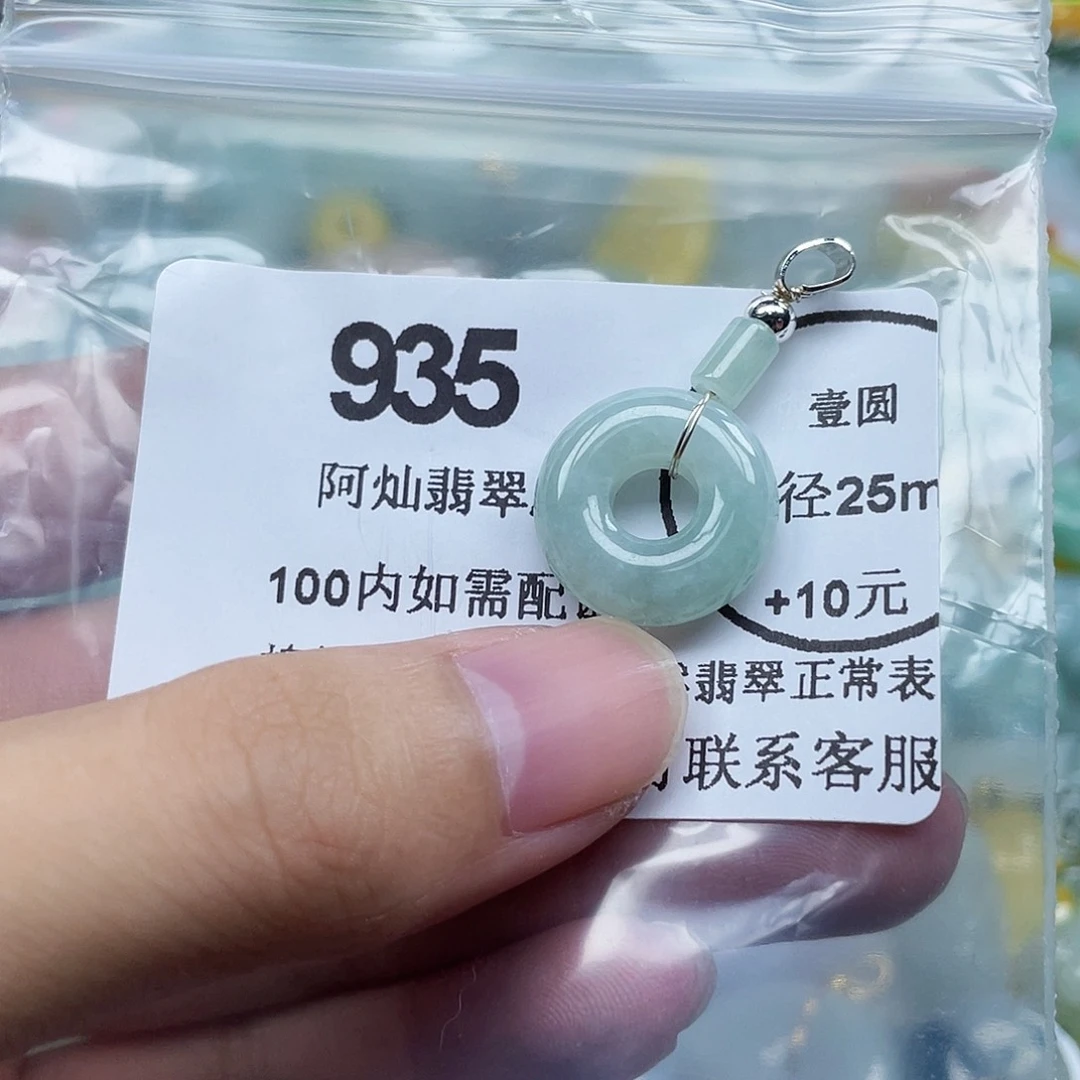 935
壹圆
阿灿翡翠
径25m
100内如需配
+10元
翡翠正常表
联系客服